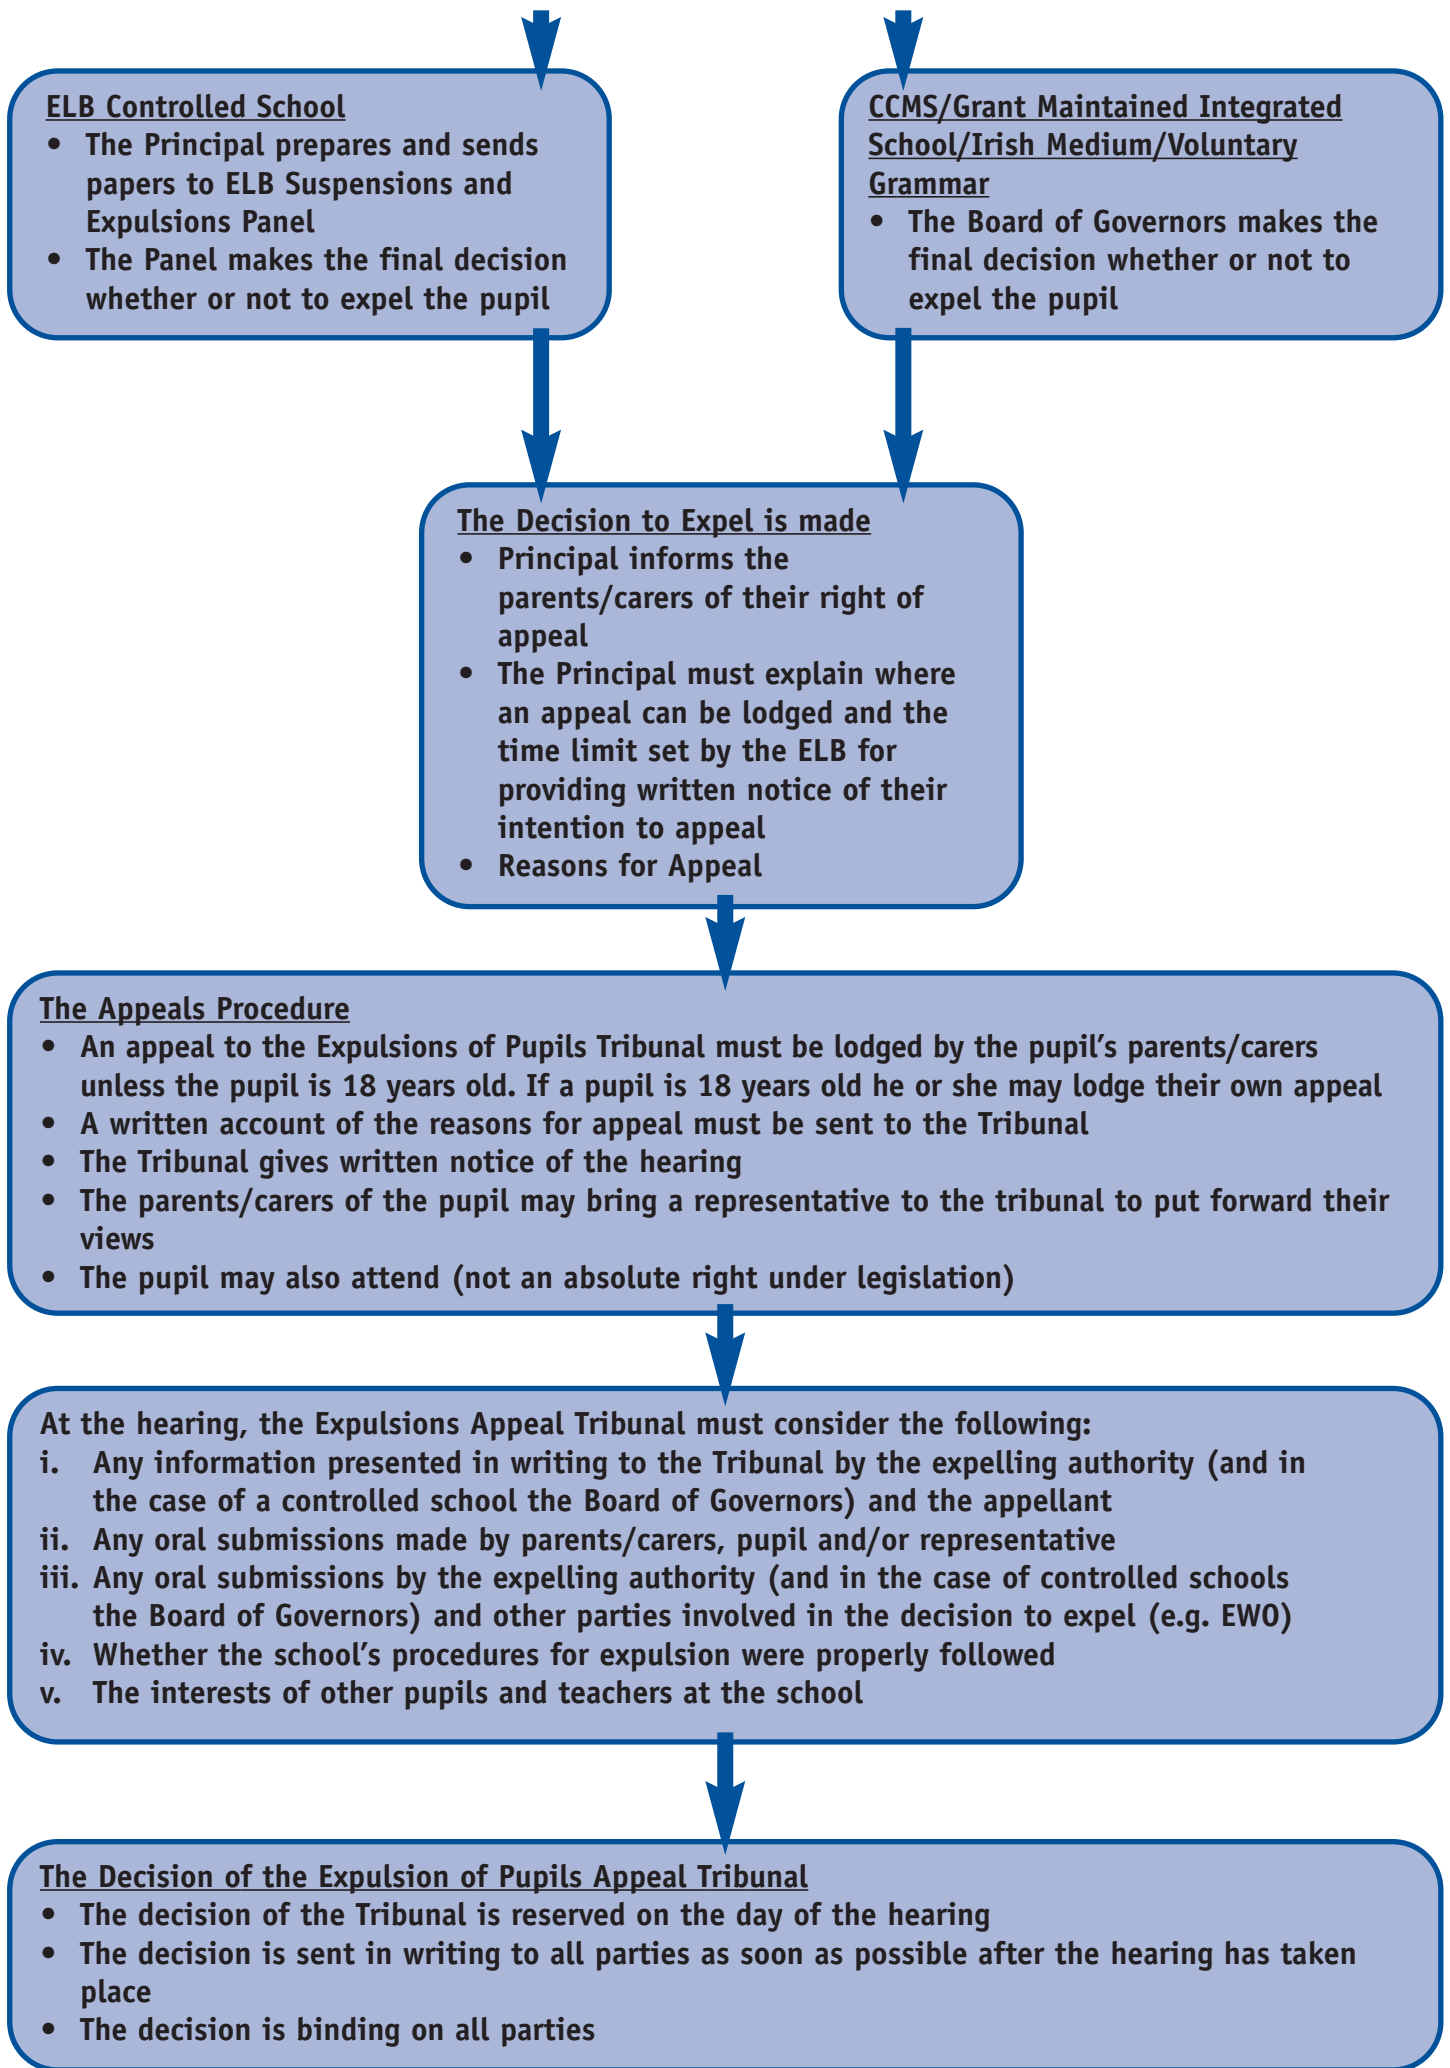 ELB Controlled School
• The Principal prepares and sends
papers to ELB Suspensions and
Expulsions Panel
• The Panel makes the final decision
whether or not to expel the pupil
CCMS/Grant Maintained Integrated
School/Irish Medium/Voluntary
Grammar
• The Board of Governors makes the
final decision whether or not to
expel the pupil
The Decision to Expel is made
• Principal informs the
parents/carers of their right of
appeal
• The Principal must explain where
an appeal can be lodged and the
time limit set by the ELB for
providing written notice of their
intention to appeal
• Reasons for Appeal
The Appeals Procedure
• An appeal to the Expulsions of Pupils Tribunal must be lodged by the pupil’s parents/carers
unless the pupil is 18 years old. If a pupil is 18 years old he or she may lodge their own appeal
• A written account of the reasons for appeal must be sent to the Tribunal
• The Tribunal gives written notice of the hearing
• The parents/carers of the pupil may bring a representative to the tribunal to put forward their
views
• The pupil may also attend (not an absolute right under legislation)
At the hearing, the Expulsions Appeal Tribunal must consider the following:
i. Any information presented in writing to the Tribunal by the expelling authority (and in
the case of a controlled school the Board of Governors) and the appellant
ii. Any oral submissions made by parents/carers, pupil and/or representative
iii. Any oral submissions by the expelling authority (and in the case of controlled schools
the Board of Governors) and other parties involved in the decision to expel (e.g. EWO)
iv. Whether the school’s procedures for expulsion were properly followed
v. The interests of other pupils and teachers at the school
The Decision of the Expulsion of Pupils Appeal Tribunal
• The decision of the Tribunal is reserved on the day of the hearing
• The decision is sent in writing to all parties as soon as possible after the hearing has taken
place
• The decision is binding on all parties